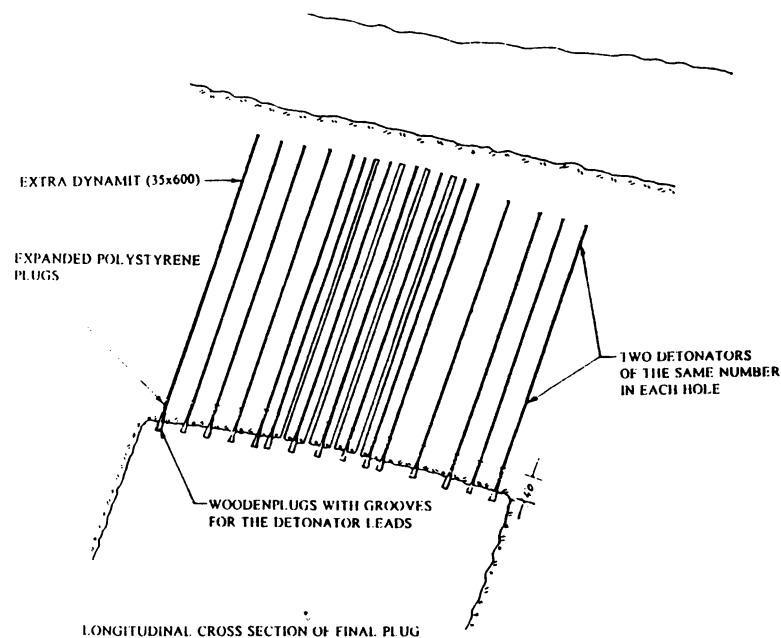 EXTRA DYNAMIT (35x600)
EXPANDED POLYSTYRENE
PLUGS
TWO DETONATORS
OF THE SAME NUMBER
IN EACH HOLE
40
WOODENPLUGS WITH GROOVES
FOR THE DETONATOR LEADS
LONGITUDINAL CROSS SECTION OF FINAL PLUG